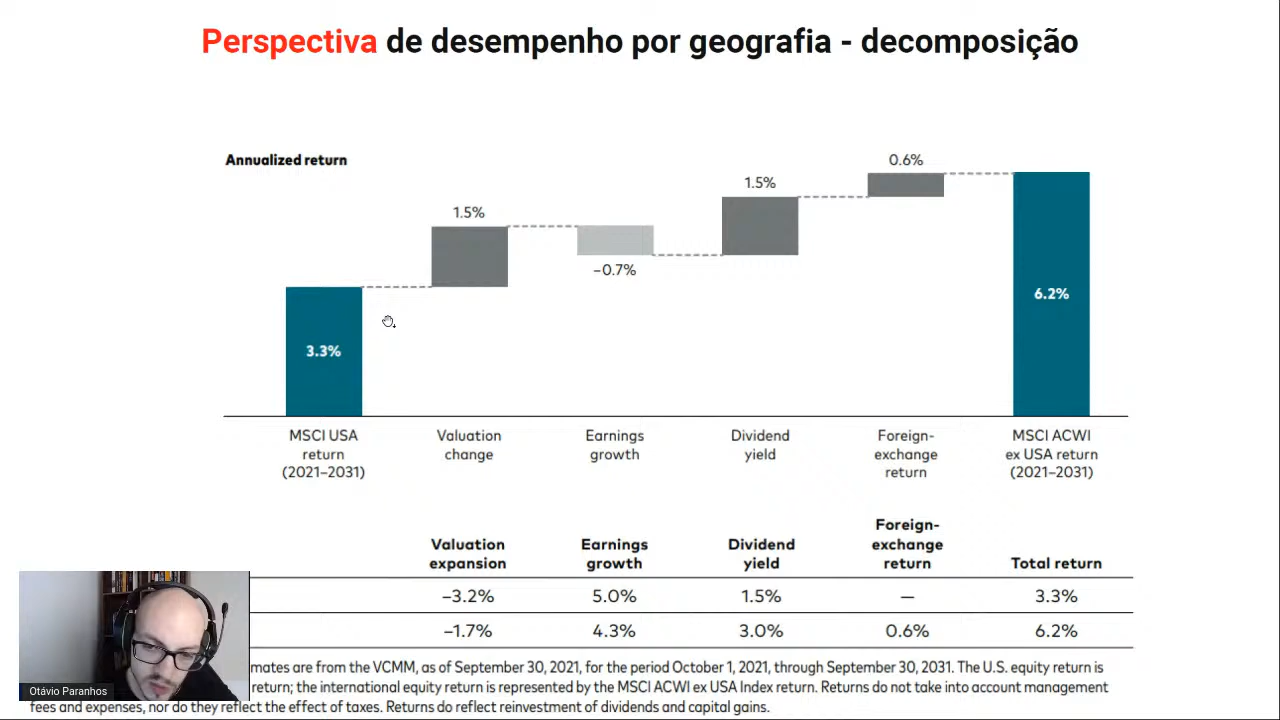 Perspectiva de desempenho por geografia - decomposição
Annualized return
3.3%
1.5%
−0.7%
1.5%
0.6%
6.2%
MSCI USA
return
(2021–2031)
Valuation
change
Earnings
growth
Dividend
yield
Foreign-
exchange
return
MSCI ACWI
ex USA return
(2021–2031)
Valuation
expansion
Earnings
growth
Dividend
yield
Foreign-
exchange
return
Total return
−3.2% 5.0% 1.5% — 3.3%
−1.7% 4.3% 3.0% 0.6% 6.2%
mates are from the VCMM, as of September 30, 2021, for the period October 1, 2021, through September 30, 2031. The U.S. equity return is
return; the international equity return is represented by the MSCI ACWI ex USA Index return. Returns do not take into account management
fees and expenses, nor do they reflect the effect of taxes. Returns do reflect reinvestment of dividends and capital gains.
Otávio Paranhos